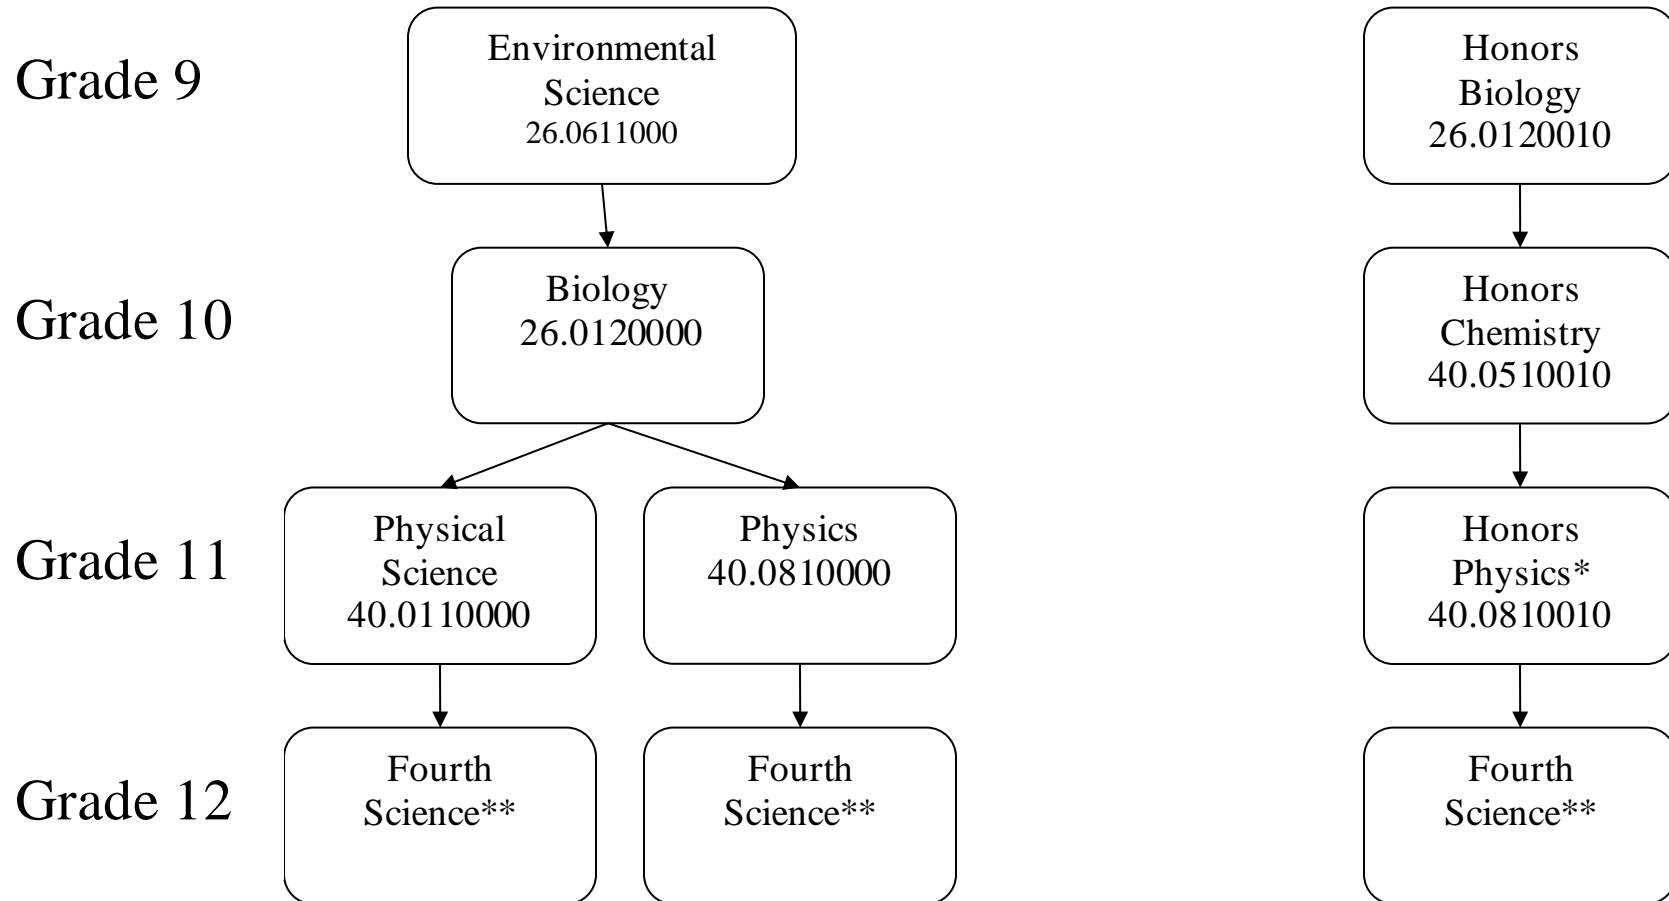 Grade 9
Environmental
Science
26.0611000
Honors
Biology
26.0120010
Grade 10
Biology
26.0120000
Honors
Chemistry
40.0510010
Grade 11
Physical
Science
40.0110000
Physics
40.0810000
Honors
Physics*
40.0810010
Grade 12
Fourth
Science**
Fourth
Science**
Fourth
Science**